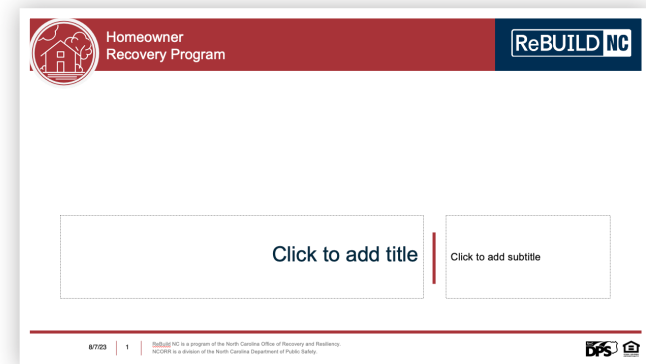 Homeowner
Recovery Program
ReBUILD NC
Click to add title
Click to add subtitle
8/7/23
1
ReBuild NC is a program of the North Carolina Office of Recovery and Resiliency.
NCORR is a division of the North Carolina Department of Public Safety.
DPS